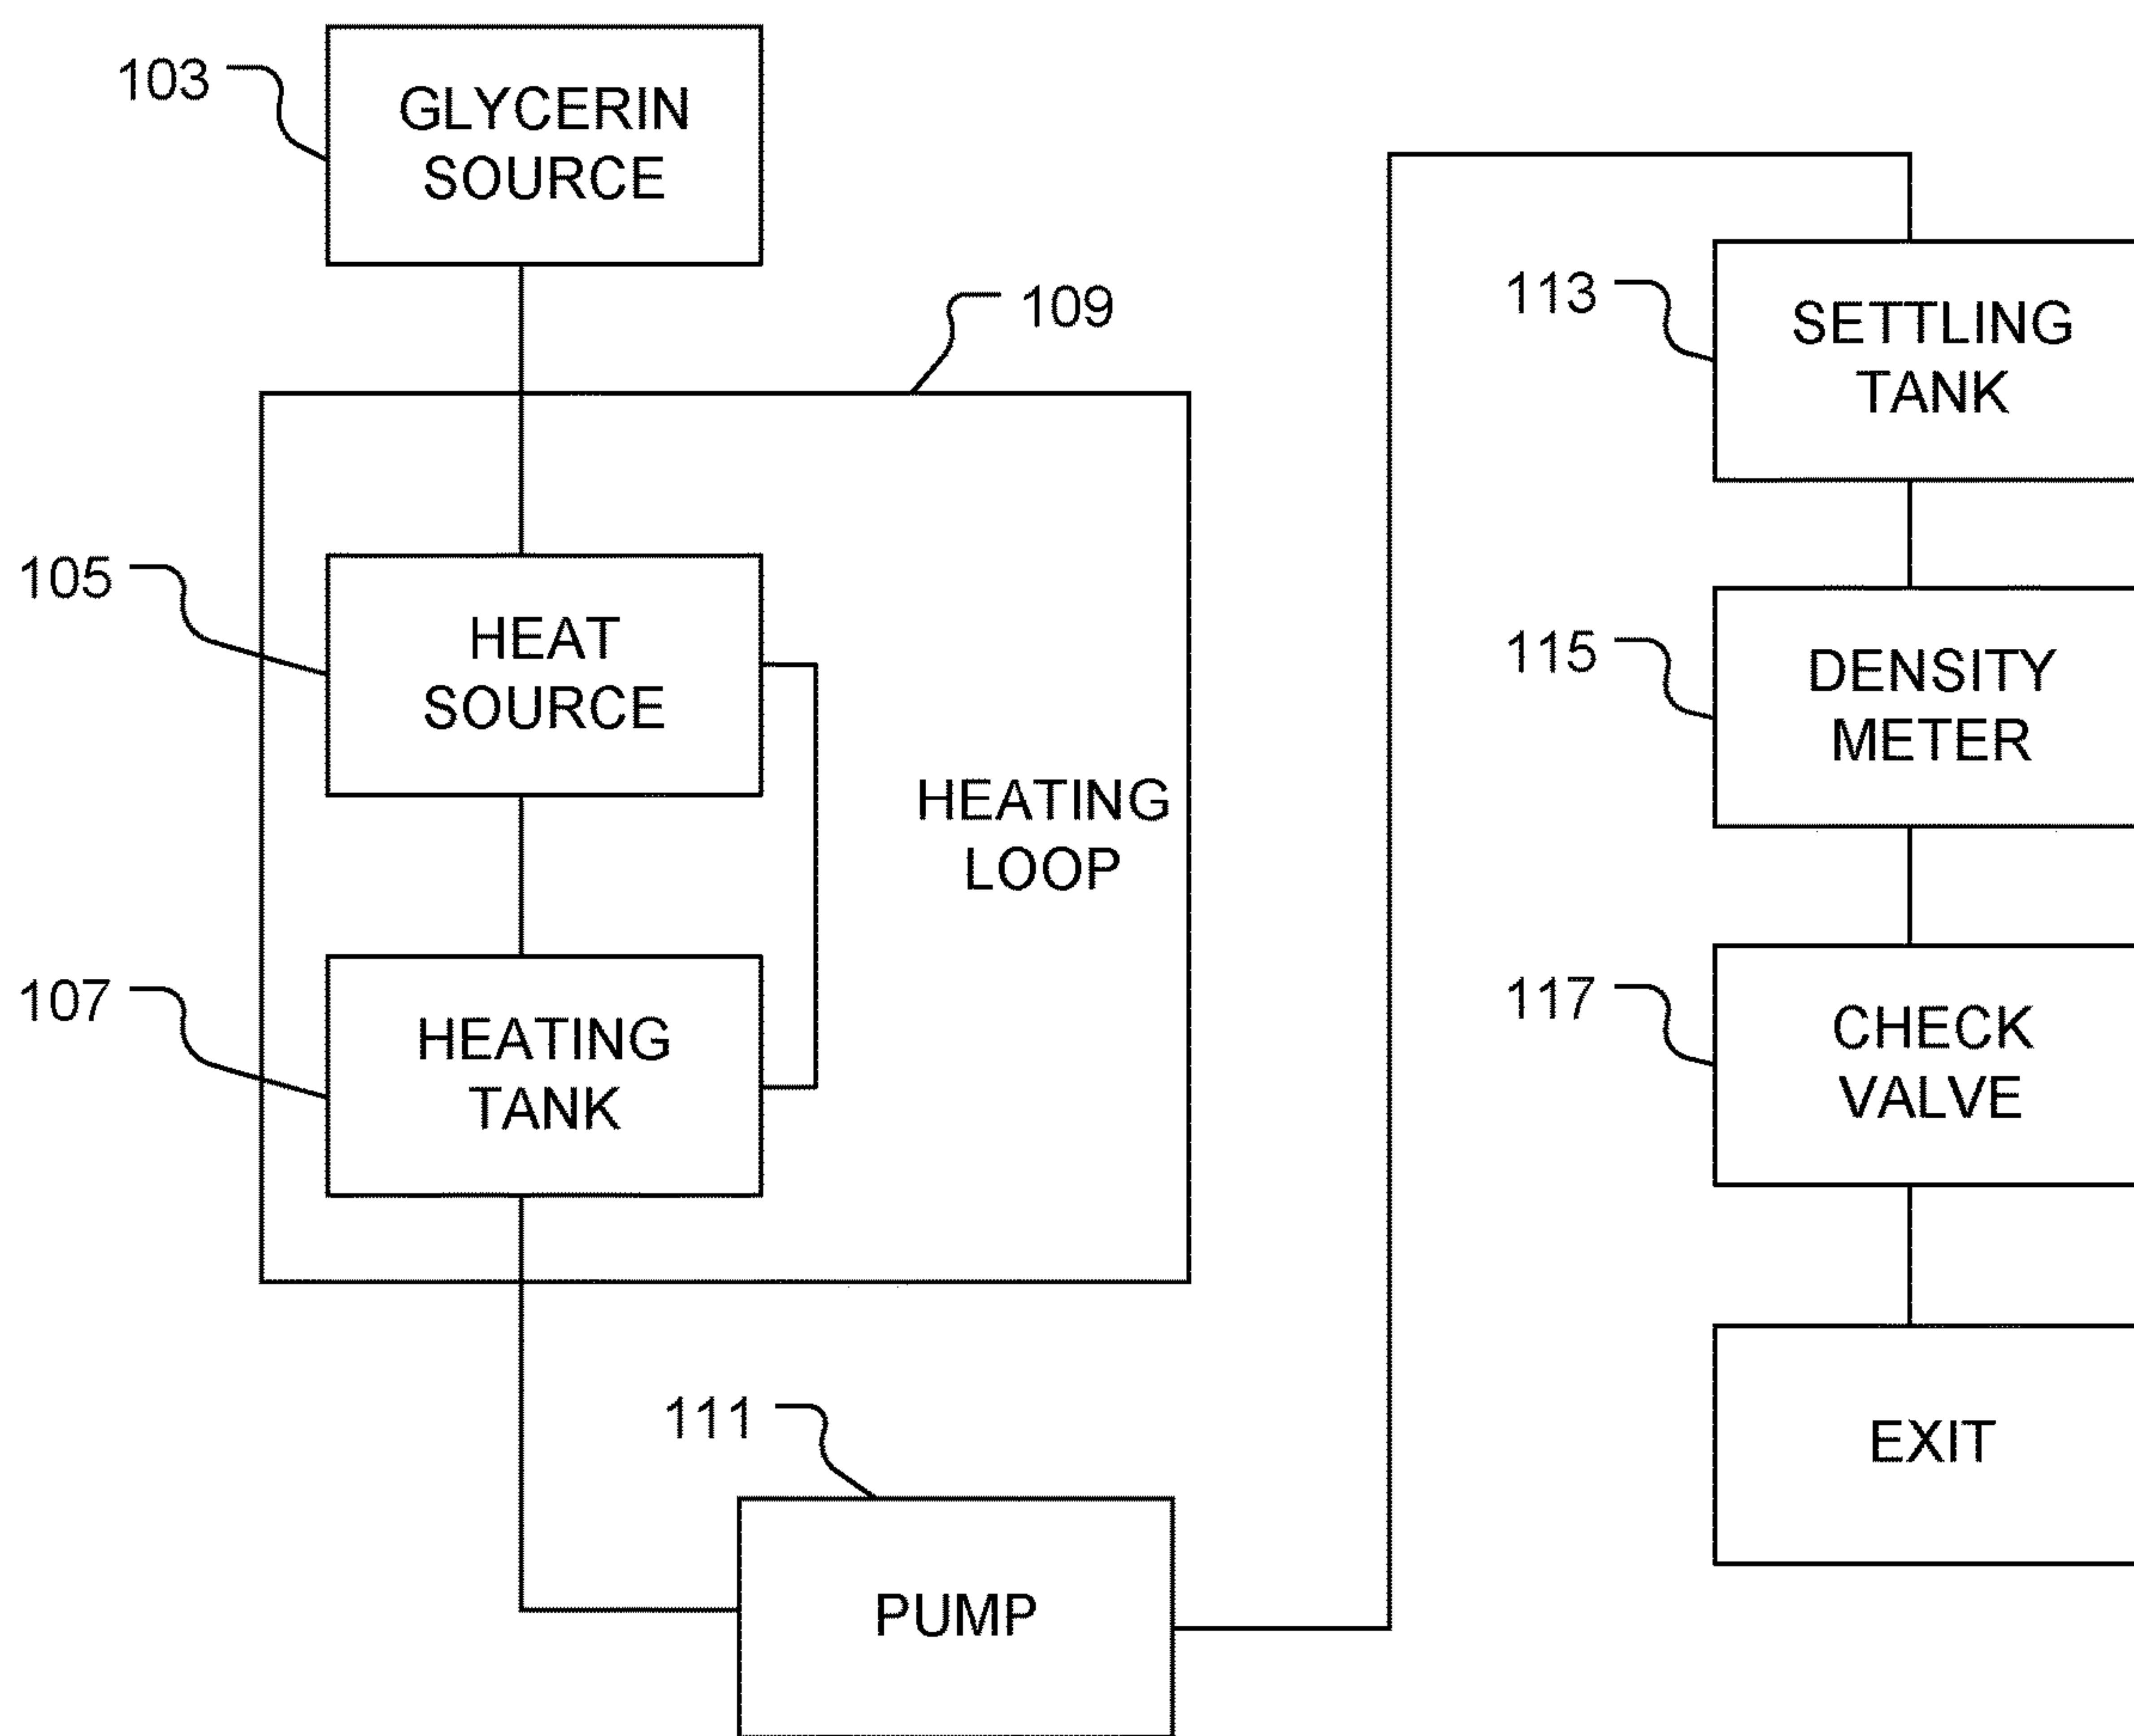 103
GLYCERIN
SOURCE
109
105
HEAT
SOURCE
HEATING
LOOP
107
HEATING
TANK
111
PUMP
113
SETTLING
TANK
115
DENSITY
METER
117
CHECK
VALVE
EXIT